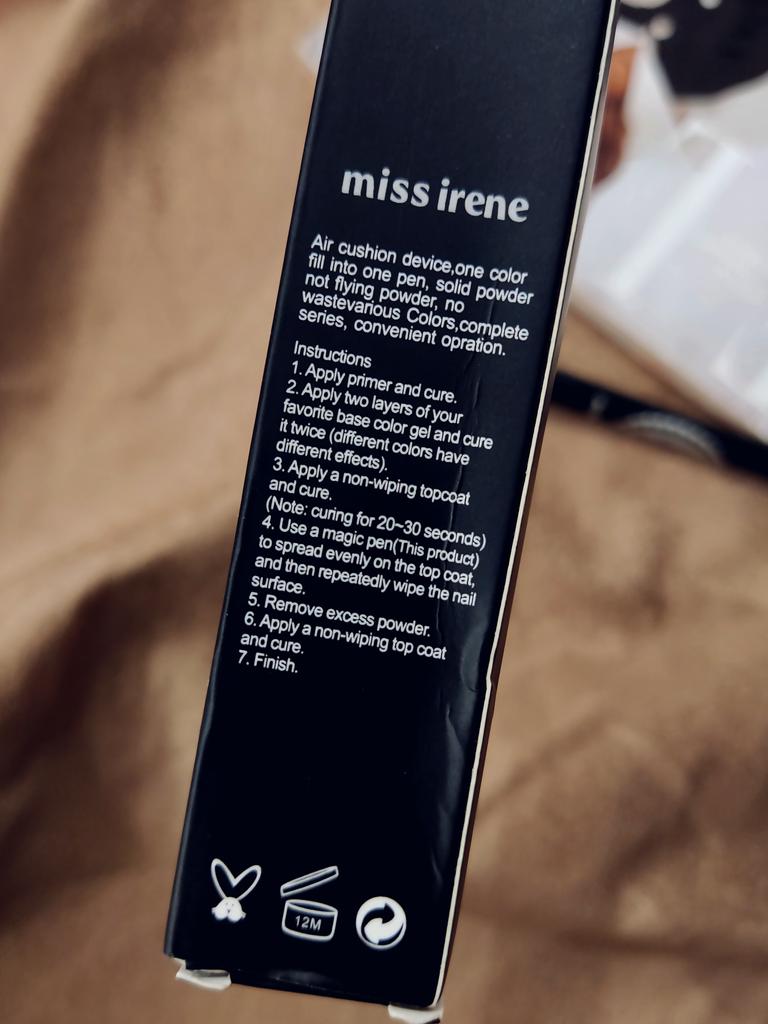 miss irene
Air cushion device,one color
fill into one pen, solid powder
not flying powder, no
wastevarious Colors,complete
series, convenient opration.
Instructions
1. Apply primer and cure.
2. Apply two layers of your
favorite base color gel and cure
it twice (different colors have
different effects).
3. Apply a non-wiping topcoat
and cure.
(Note: curing for 20~30 seconds)
4. Use a magic pen(This product)
to spread evenly on the top coat,
and then repeatedly wipe the nail
surface.
5. Remove excess powder.
6. Apply a non-wiping top coat
and cure.
7. Finish.
12M